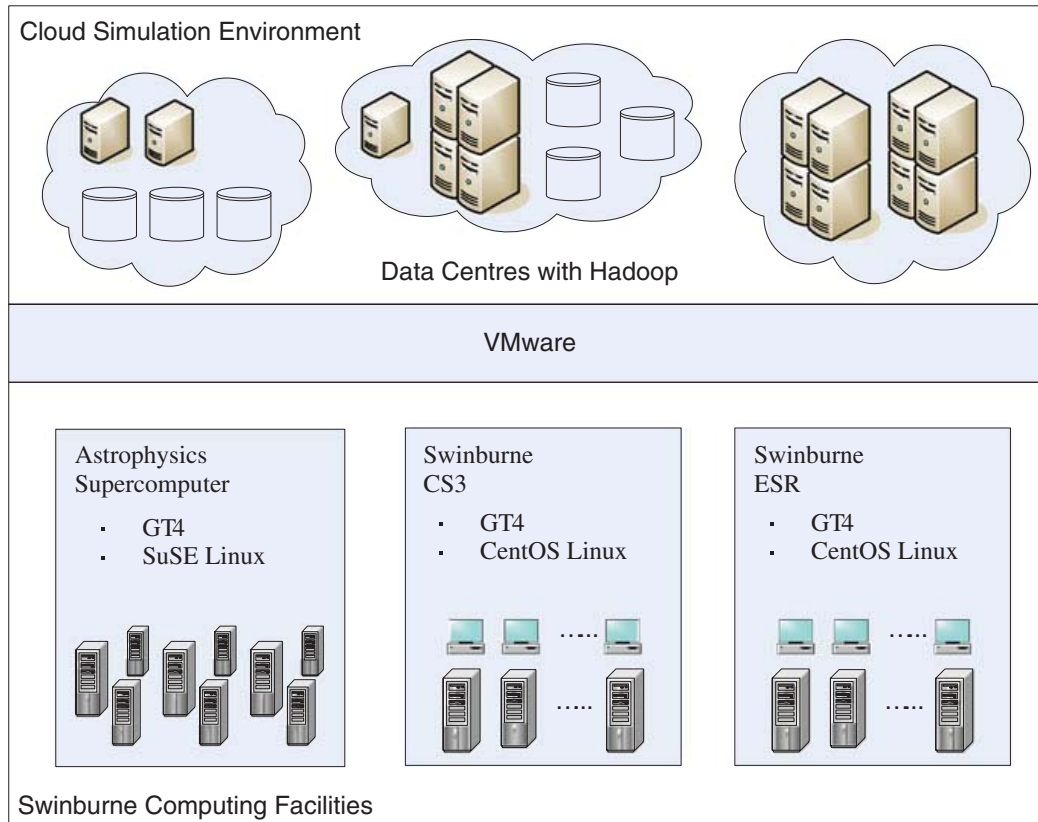 Cloud Simulation Environment
Data Centres with Hadoop
VMware
Astrophysics
Supercomputer
▪ GT4
▪ SuSE Linux
Swinburne
CS3
▪ GT4
▪ CentOS Linux
Swinburne
ESR
▪ GT4
▪ CentOS Linux
Swinburne Computing Facilities